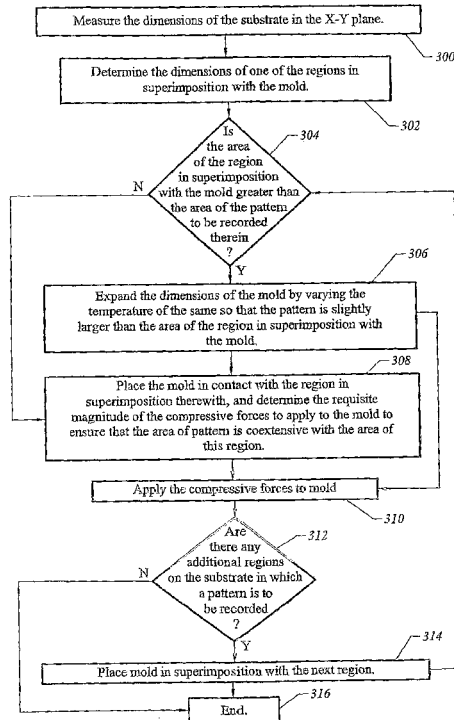 Measure the dimensions of the substrate in the X-Y plane.
300
Determine the dimensions of one of the regions in
superimposition with the mold.
302
Is
the area
of the region
in superimposition
with the mold greater than
the area of the pattern
to be recorded
therein
?
304
N
Y
306
Expand the dimensions of the mold by varying the
temperature of the same so that the pattern is slightly
larger than the area of the region in superimposition with
the mold.
308
Place the mold in contact with the region in
superimposition therewith, and determine the requisite
magnitude of the compressive forces to apply to the mold to
ensure that the area of pattern is coextensive with the area of
this region.
Apply the compressive forces to mold
310
Are
there any
additional regions
on the substrate in which
a pattern is to
be recorded
?
312
N
Y
314
Place mold in superimposition with the next region.
End.
316